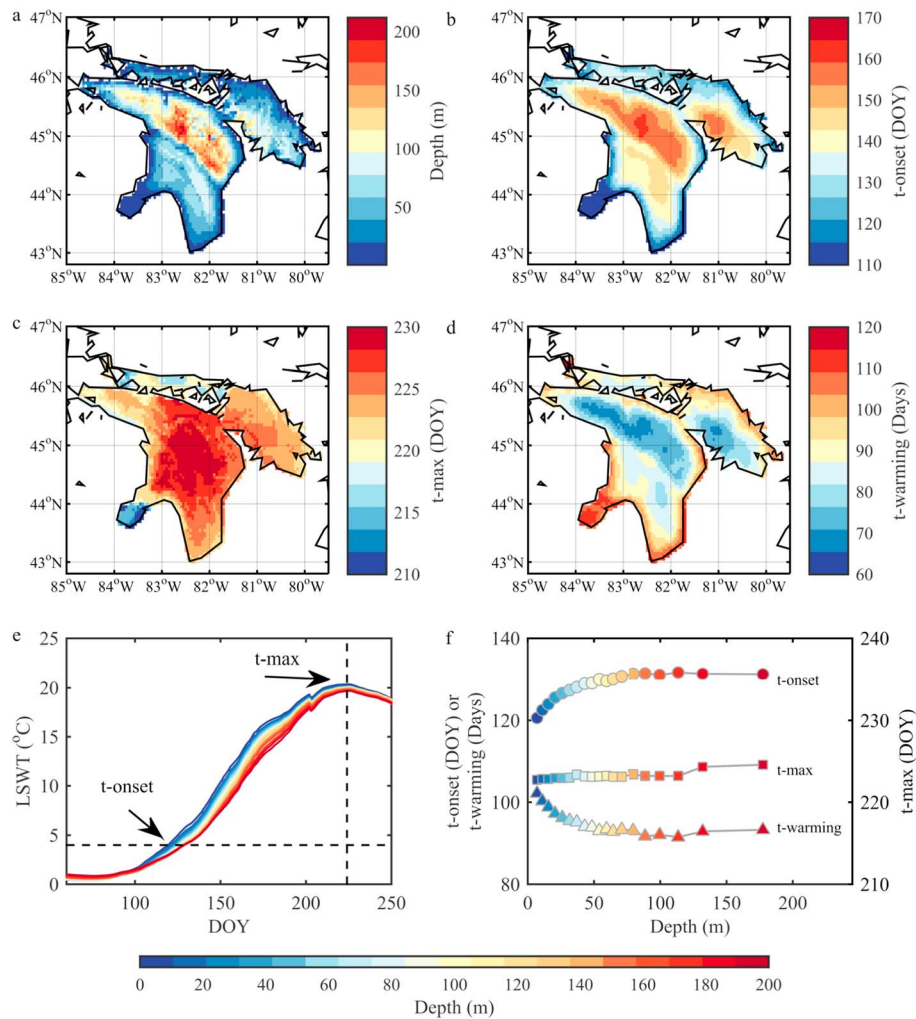 a
47°N
46°N
45°N
44°N
43°N
85°W 84°W 83°W 82°W 81°W 80°W
200
150
100
50
Depth (m)
b
47°N
46°N
45°N
44°N
43°N
85°W 84°W 83°W 82°W 81°W 80°W
170
160
150
140
130
120
110
t-onset (DOY)
c
47°N
46°N
45°N
44°N
43°N
85°W 84°W 83°W 82°W 81°W 80°W
230
225
220
215
210
t-max (DOY)
d
47°N
46°N
45°N
44°N
43°N
85°W 84°W 83°W 82°W 81°W 80°W
120
110
100
90
80
70
60
t-warming (Days)
e
25
20
15
10
5
0
LSWT (°C)
t-max
t-onset
100 150 200 250
DOY
f
140
130
120
110
100
90
80
t-onset (DOY) or
t-warming (Days)
t-onset
t-max
t-warming
0 50 100 150 200
Depth (m)
240
230
220
210
t-max (DOY)
0 20 40 60 80 100 120 140 160 180 200
Depth (m)